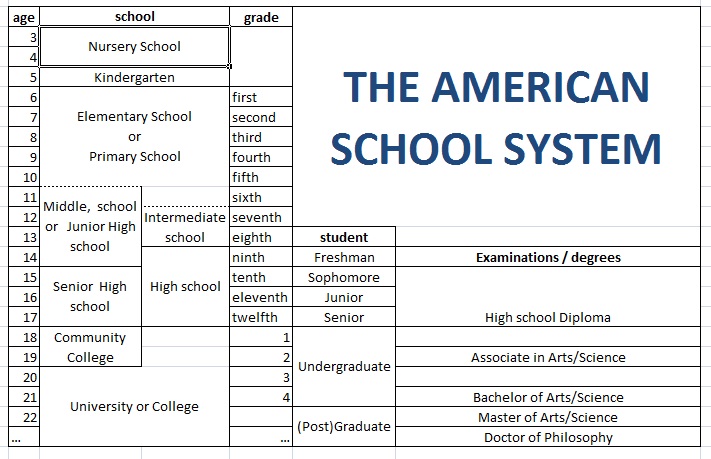 age school grade
3
4
Nursery School
5 Kindergarten
THE AMERICAN
SCHOOL SYSTEM
6 first
7 Elementary School second
8 or third
9 Primary School fourth
10 fifth
11 sixth
Middle, school
or Junior High
school
12 Intermediate seventh
13 school eighth student
14 ninth Freshman Examinations / degrees
15 Senior High tenth Sophomore
16 school High school eleventh Junior
17 twelfth Senior High school Diploma
18 Community 1
19 College 2 Associate in Arts/Science
Undergraduate
20 3
21 4 Bachelor of Arts/Science
University or College
22 Master of Arts/Science
(Post)Graduate
... ... Doctor of Philosophy